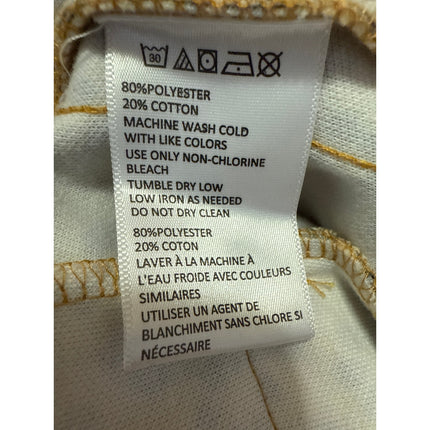 30
80%POLYESTER
20% COTTON
MACHINE WASH COLD
WITH LIKE COLORS
USE ONLY NON-CHLORINE
BLEACH
TUMBLE DRY LOW
LOW IRON AS NEEDED
DO NOT DRY CLEAN
80%POLYESTER
20% COTON
LAVER À LA MACHINE À
L'EAU FROIDE AVEC COULEURS
SIMILAIRES
UTILISER UN AGENT DE
BLANCHIMENT SANS CHLORE SI
NÉCESSAIRE